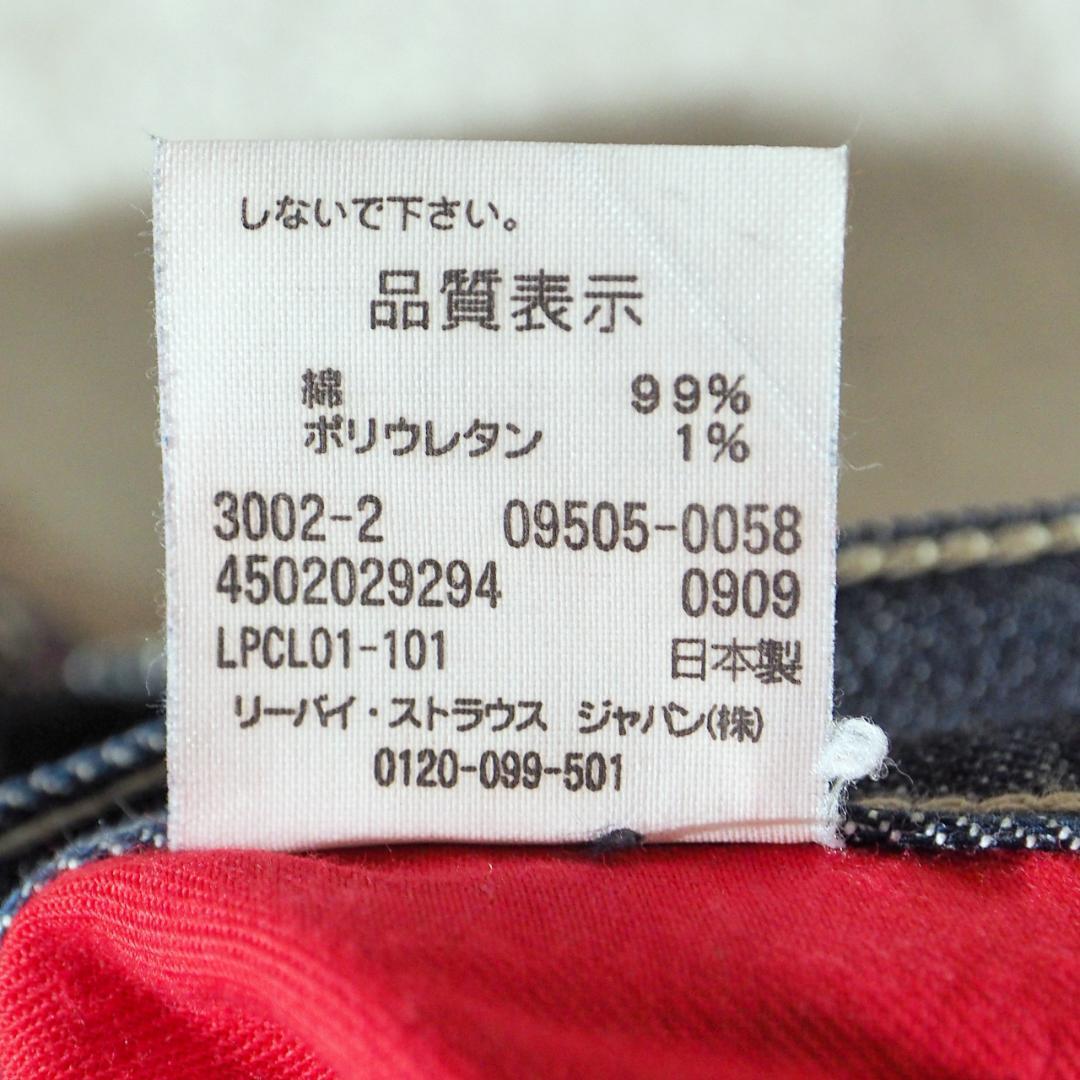 しないで下さい。
品質表示
綿 99%
ポリウレタン 1%
3002-2 09505-0058
4502029294 0909
LPCL01-101 日本製
リーバイ・ストラウス ジャパン(株)
0120-099-501